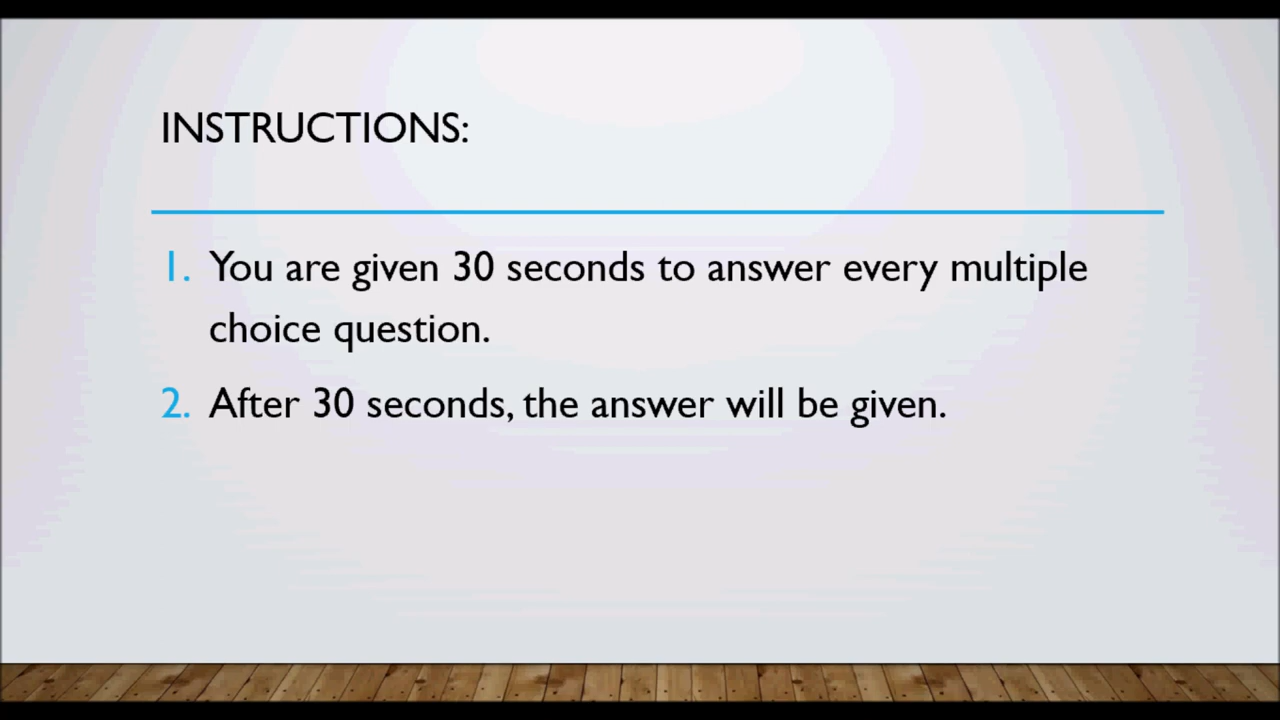 INSTRUCTIONS:
1. You are given 30 seconds to answer every multiple
choice question.
2. After 30 seconds, the answer will be given.